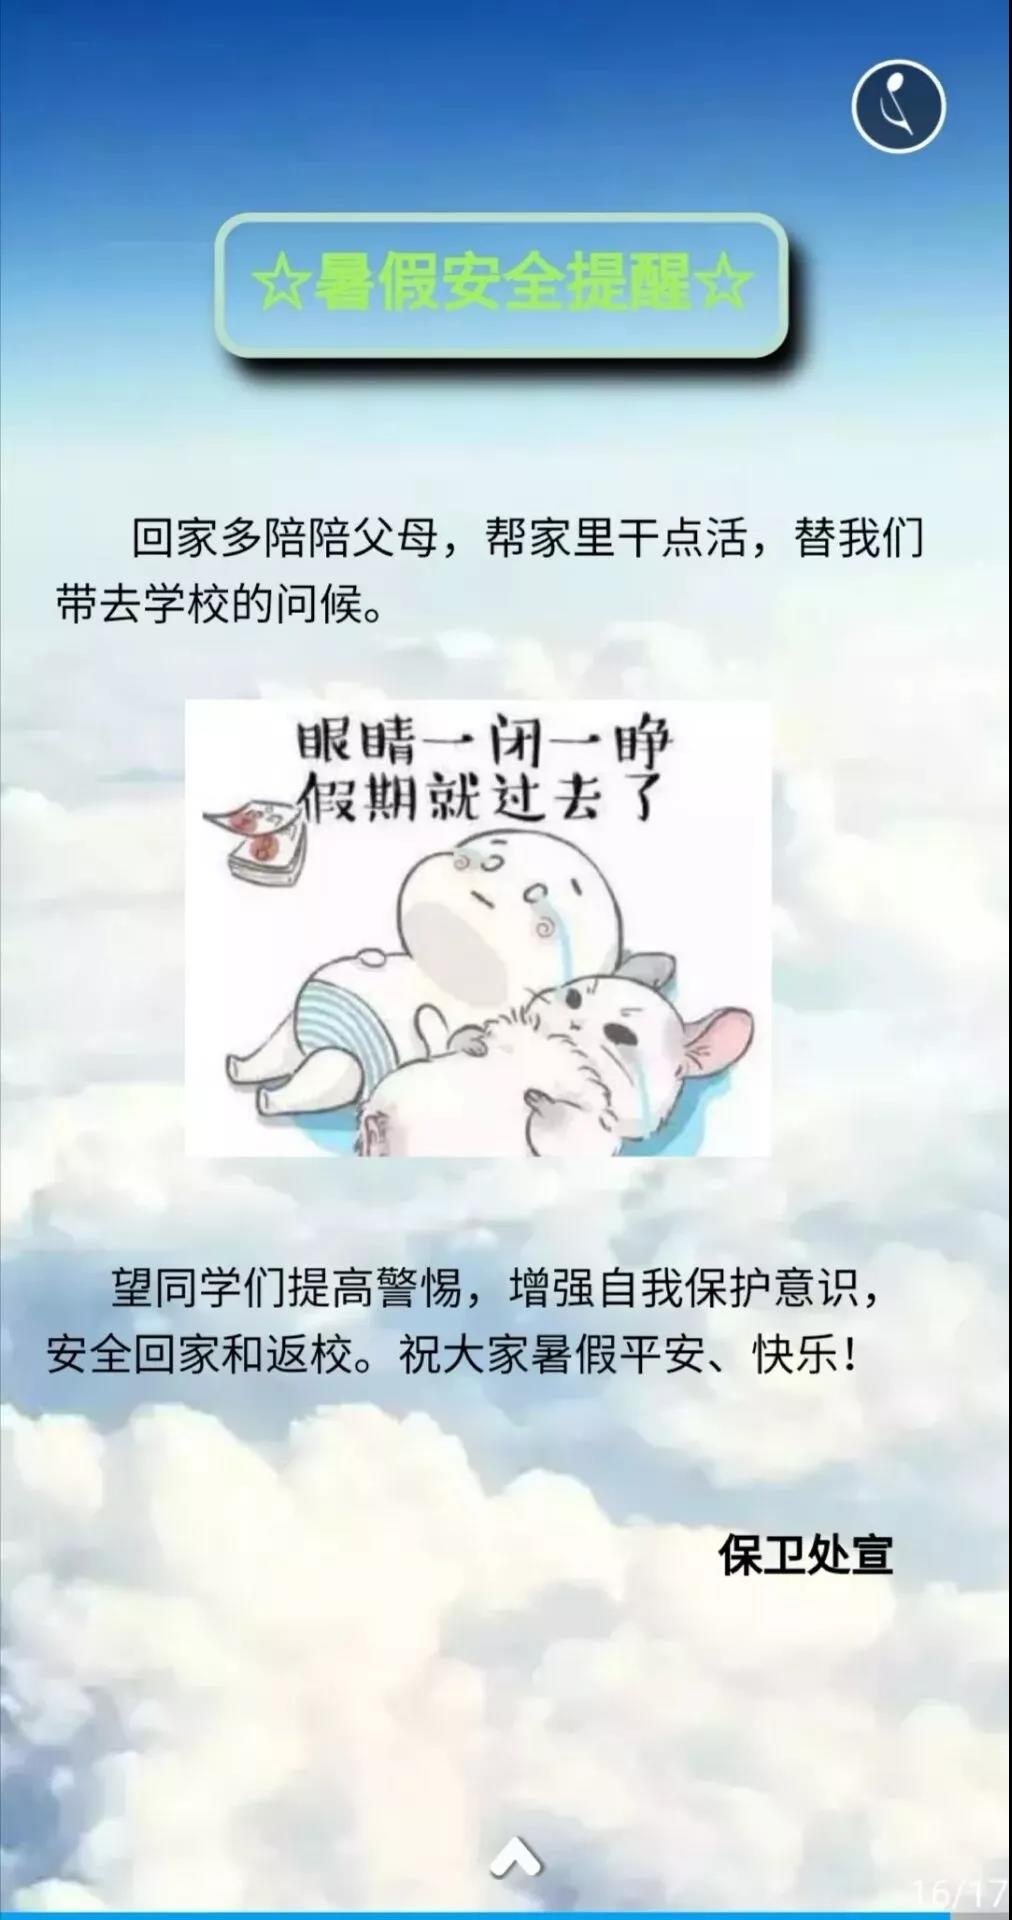 ☆暑假安全提醒☆
回家多陪陪父母，帮家里干点活，替我们
带去学校的问候。
眼睛一闭一睁
假期就过去了
望同学们提高警惕，增强自我保护意识，
安全回家和返校。祝大家暑假平安、快乐！
保卫处宣
16/17